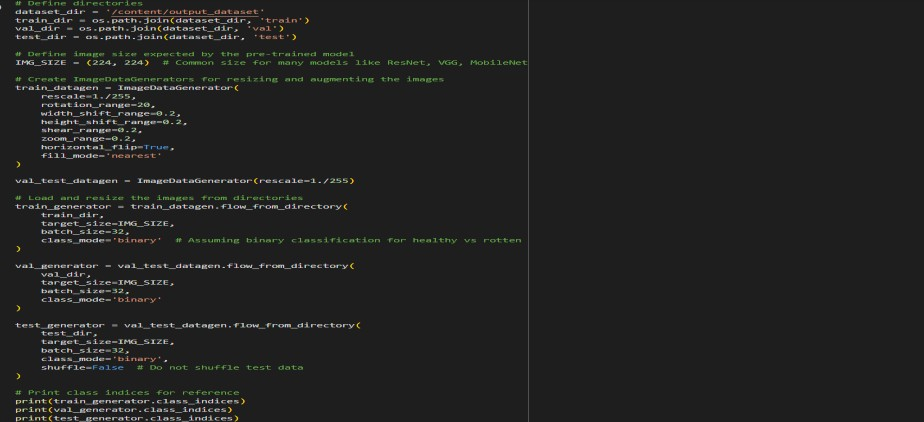 # Define directories
dataset_dir = '/content/output_dataset'
train_dir = os.path.join(dataset_dir, 'train')
val_dir = os.path.join(dataset_dir, 'val')
test_dir = os.path.join(dataset_dir, 'test')
# Define image size expected by the pre-trained model
IMG_SIZE = (224, 224)  # Common size for many models like ResNet, VGG, MobileNet
# Create ImageDataGenerators for resizing and augmenting the images
train_datagen = ImageDataGenerator(
    rescale=1./255,
    rotation_range=20,
    width_shift_range=0.2,
    height_shift_range=0.2,
    shear_range=0.2,
    zoom_range=0.2,
    horizontal_flip=True,
    fill_mode='nearest'
)
val_test_datagen = ImageDataGenerator(rescale=1./255)
# Load and resize the images from directories
train_generator = train_datagen.flow_from_directory(
    train_dir,
    target_size=IMG_SIZE,
    batch_size=32,
    class_mode='binary'  # Assuming binary classification for healthy vs rotten
)
val_generator = val_test_datagen.flow_from_directory(
    val_dir,
    target_size=IMG_SIZE,
    batch_size=32,
    class_mode='binary'
)
test_generator = val_test_datagen.flow_from_directory(
    test_dir,
    target_size=IMG_SIZE,
    batch_size=32,
    class_mode='binary',
    shuffle=False  # Do not shuffle test data
)
# Print class indices for reference
print(train_generator.class_indices)
print(val_generator.class_indices)
print(test_generator.class_indices)